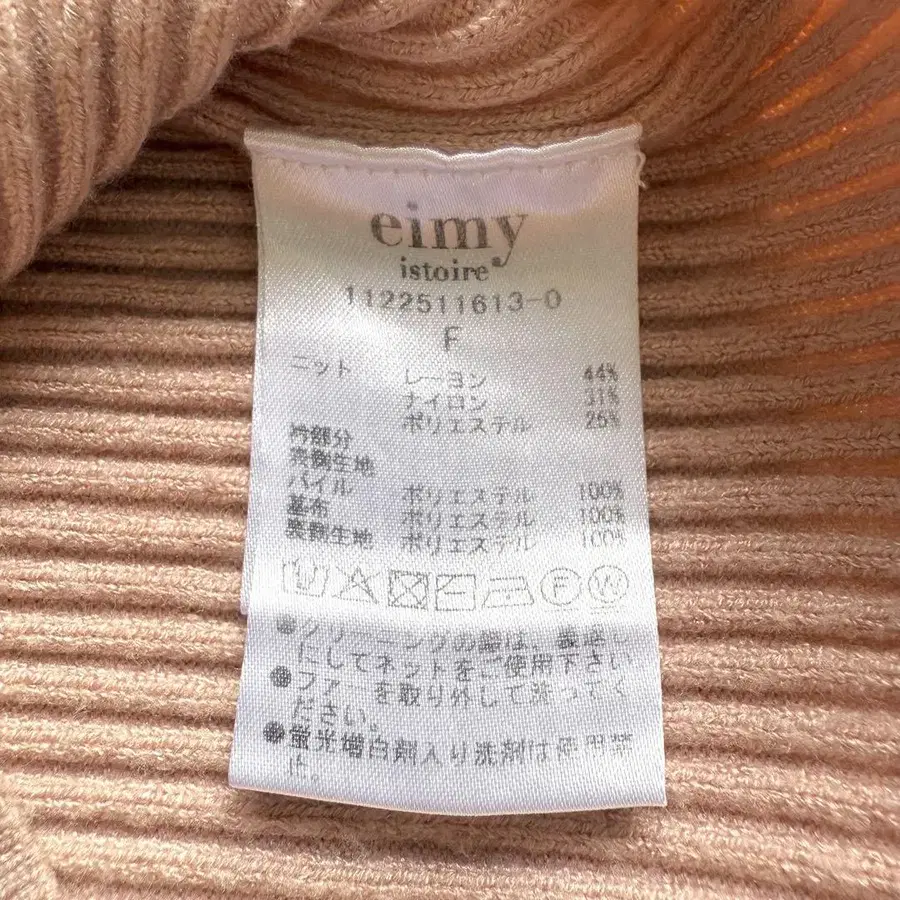 eimy
istoire
1122511613-0
F
ニット レーヨン 44%
ナイロン 31%
ポリエステル 25%
衿部分
表側生地
パイル ポリエステル 100%
基布 ポリエステル 100%
裏側生地 ポリエステル 100%
F W
●クリーニングの際は、裏返し
にしてネットをご使用下さい
●ファーを取り外して洗ってく
ださい。
●蛍光増白剤入り洗剤は使用禁
止。